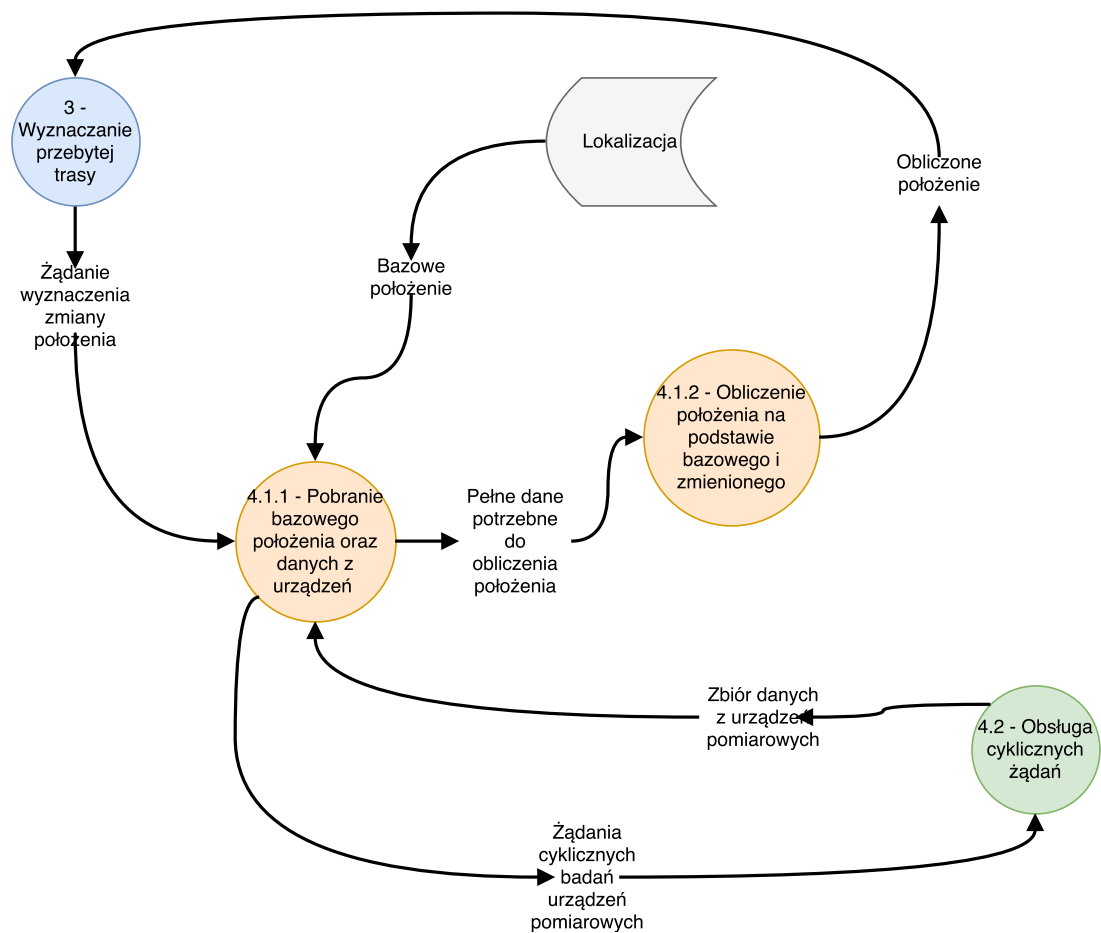 3 -
Wyznaczanie
przebytej
trasy
Lokalizacja
Obliczone
położenie
Żądanie
wyznaczenia
zmiany
położenia
Bazowe
położenie
4.1.2 - Obliczenie
położenia na
podstawie
bazowego i
zmienionego
4.1.1 - Pobranie
bazowego
położenia oraz
danych z
urządzeń
Pełne dane
potrzebne
do
obliczenia
położenia
Zbiór danych
z urządzeń
pomiarowych
4.2 - Obsługa
cyklicznych
żądań
Żądania
cyklicznych
badań
urządzeń
pomiarowych